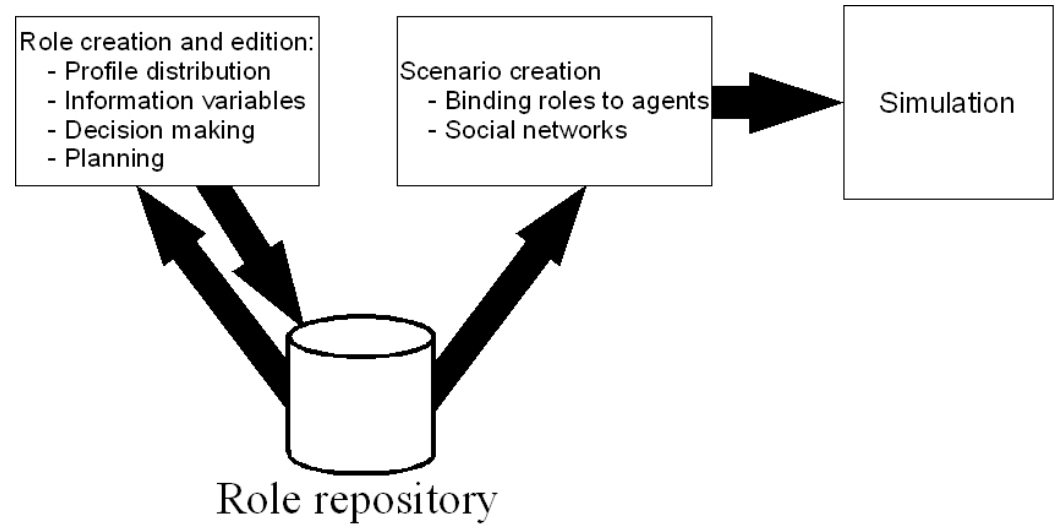 Role creation and edition:
- Profile distribution
- Information variables
- Decision making
- Planning
Scenario creation
- Binding roles to agents
- Social networks
Simulation
Role repository